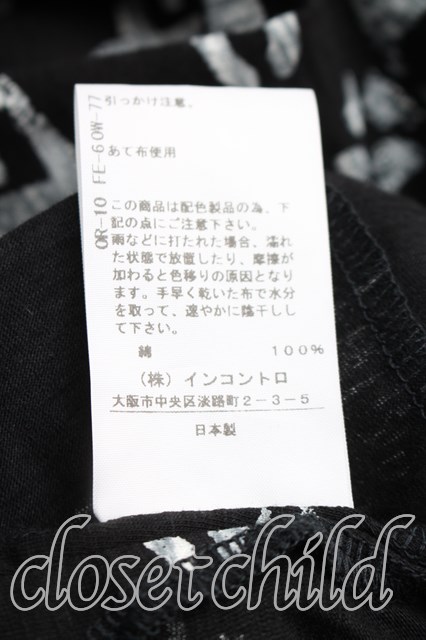 OR-10 FE-60W-77
引っかけ注意。
あて布使用
この商品は配色製品の為、下
記の点にご注意下さい。
雨などに打たれた場合、濡れ
た状態で放置したり、摩擦が
加わると色移りの原因となり
ます。手早く乾いた布で水分
を取って、速やかに陰干しし
て下さい。
綿 100%
(株) インコントロ
大阪市中央区淡路町2-3-5
日本製
closet child